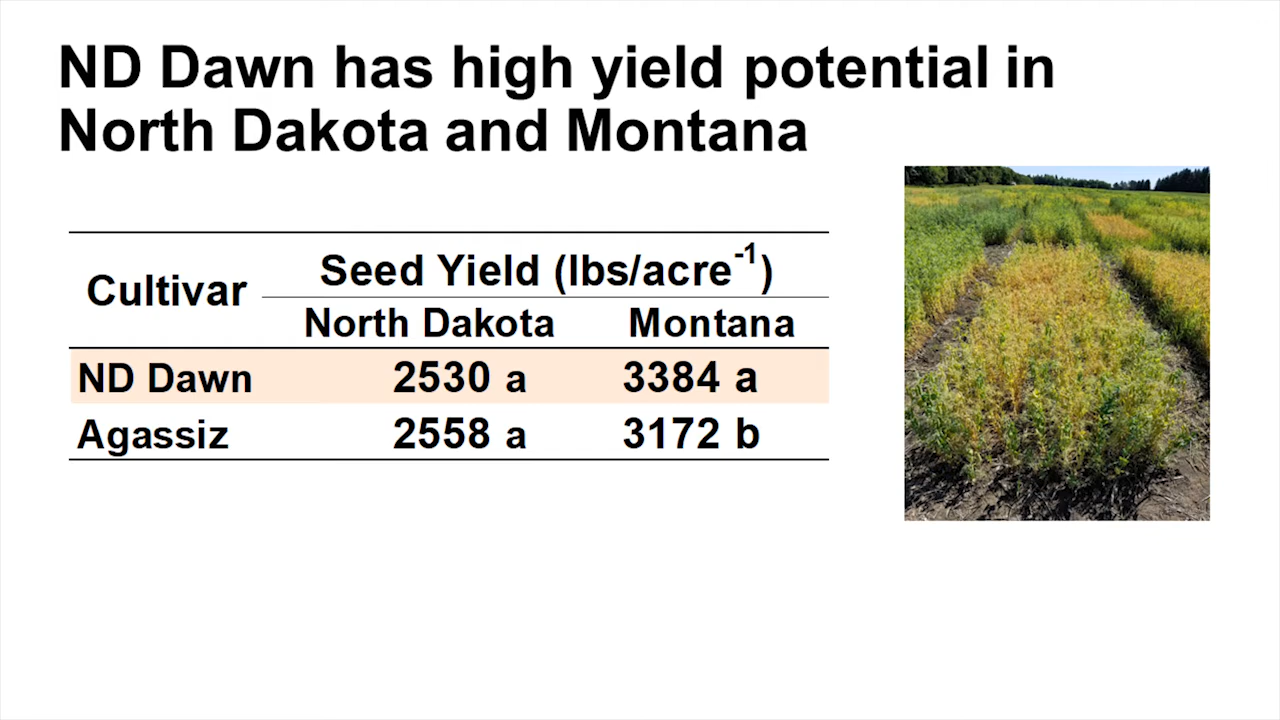 ND Dawn has high yield potential in
North Dakota and Montana
Cultivar
Seed Yield (lbs/acre⁻¹)
North Dakota Montana
ND Dawn 2530 a 3384 a
Agassiz 2558 a 3172 b